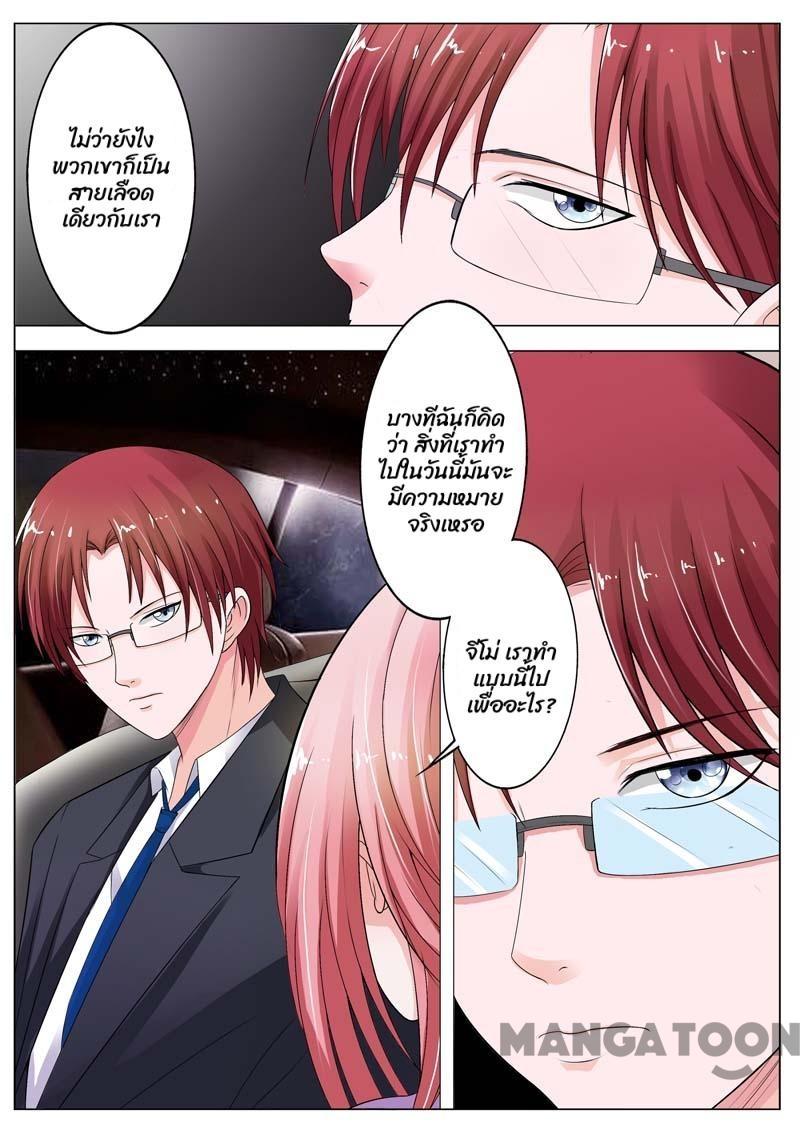 ไม่ว่ายังไง
พวกเขาก็เป็น
สายเลือด
เดียวกับเรา
บางทีฉันก็คิด
ว่า สิ่งที่เราทำ
ไปในวันนี้มันจะ
มีความหมาย
จริงเหรอ
จีโม่ เราทำ
แบบนี้ไป
เพื่ออะไร?
MANGATOON